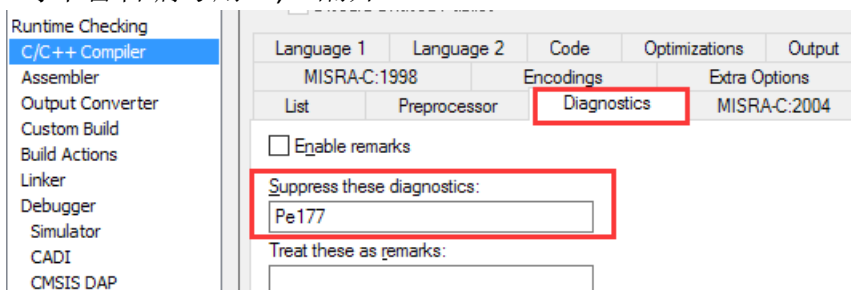 Runtime Checking
C/C++ Compiler
Assembler
Output Converter
Custom Build
Build Actions
Linker
Debugger
Simulator
CADI
CMSIS DAP
Language 1 Language 2 Code Optimizations Output
MISRA-C:1998 Encodings Extra Options
List Preprocessor Diagnostics MISRA-C:2004
Enable remarks
Suppress these diagnostics:
Pe177
Treat these as remarks: